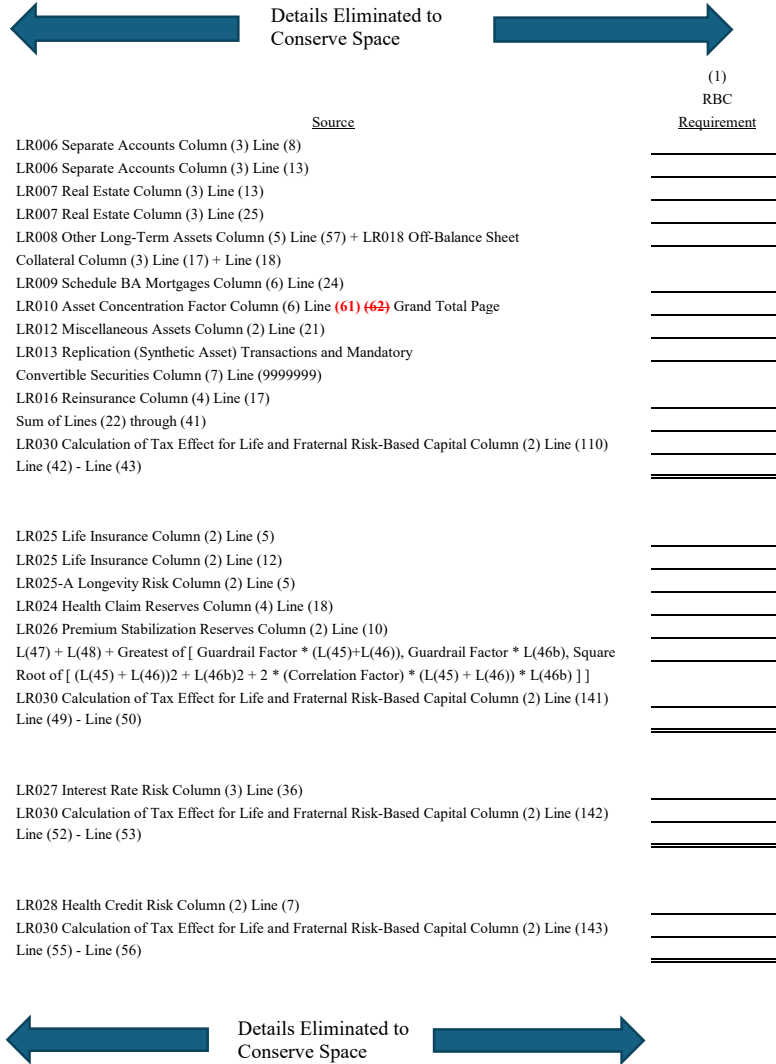 Details Eliminated to
Conserve Space
(1)
RBC
Source Requirement
LR006 Separate Accounts Column (3) Line (8)
LR006 Separate Accounts Column (3) Line (13)
LR007 Real Estate Column (3) Line (13)
LR007 Real Estate Column (3) Line (25)
LR008 Other Long-Term Assets Column (5) Line (57) + LR018 Off-Balance Sheet
Collateral Column (3) Line (17) + Line (18)
LR009 Schedule BA Mortgages Column (6) Line (24)
LR010 Asset Concentration Factor Column (6) Line (61) (62) Grand Total Page
LR012 Miscellaneous Assets Column (2) Line (21)
LR013 Replication (Synthetic Asset) Transactions and Mandatory
Convertible Securities Column (7) Line (9999999)
LR016 Reinsurance Column (4) Line (17)
Sum of Lines (22) through (41)
LR030 Calculation of Tax Effect for Life and Fraternal Risk-Based Capital Column (2) Line (110)
Line (42) - Line (43)
LR025 Life Insurance Column (2) Line (5)
LR025 Life Insurance Column (2) Line (12)
LR025-A Longevity Risk Column (2) Line (5)
LR024 Health Claim Reserves Column (4) Line (18)
LR026 Premium Stabilization Reserves Column (2) Line (10)
L(47) + L(48) + Greatest of [ Guardrail Factor * (L(45)+L(46)), Guardrail Factor * L(46b), Square
Root of [ (L(45) + L(46))2 + L(46b)2 + 2 * (Correlation Factor) * (L(45) + L(46)) * L(46b) ] ]
LR030 Calculation of Tax Effect for Life and Fraternal Risk-Based Capital Column (2) Line (141)
Line (49) - Line (50)
LR027 Interest Rate Risk Column (3) Line (36)
LR030 Calculation of Tax Effect for Life and Fraternal Risk-Based Capital Column (2) Line (142)
Line (52) - Line (53)
LR028 Health Credit Risk Column (2) Line (7)
LR030 Calculation of Tax Effect for Life and Fraternal Risk-Based Capital Column (2) Line (143)
Line (55) - Line (56)
Details Eliminated to
Conserve Space